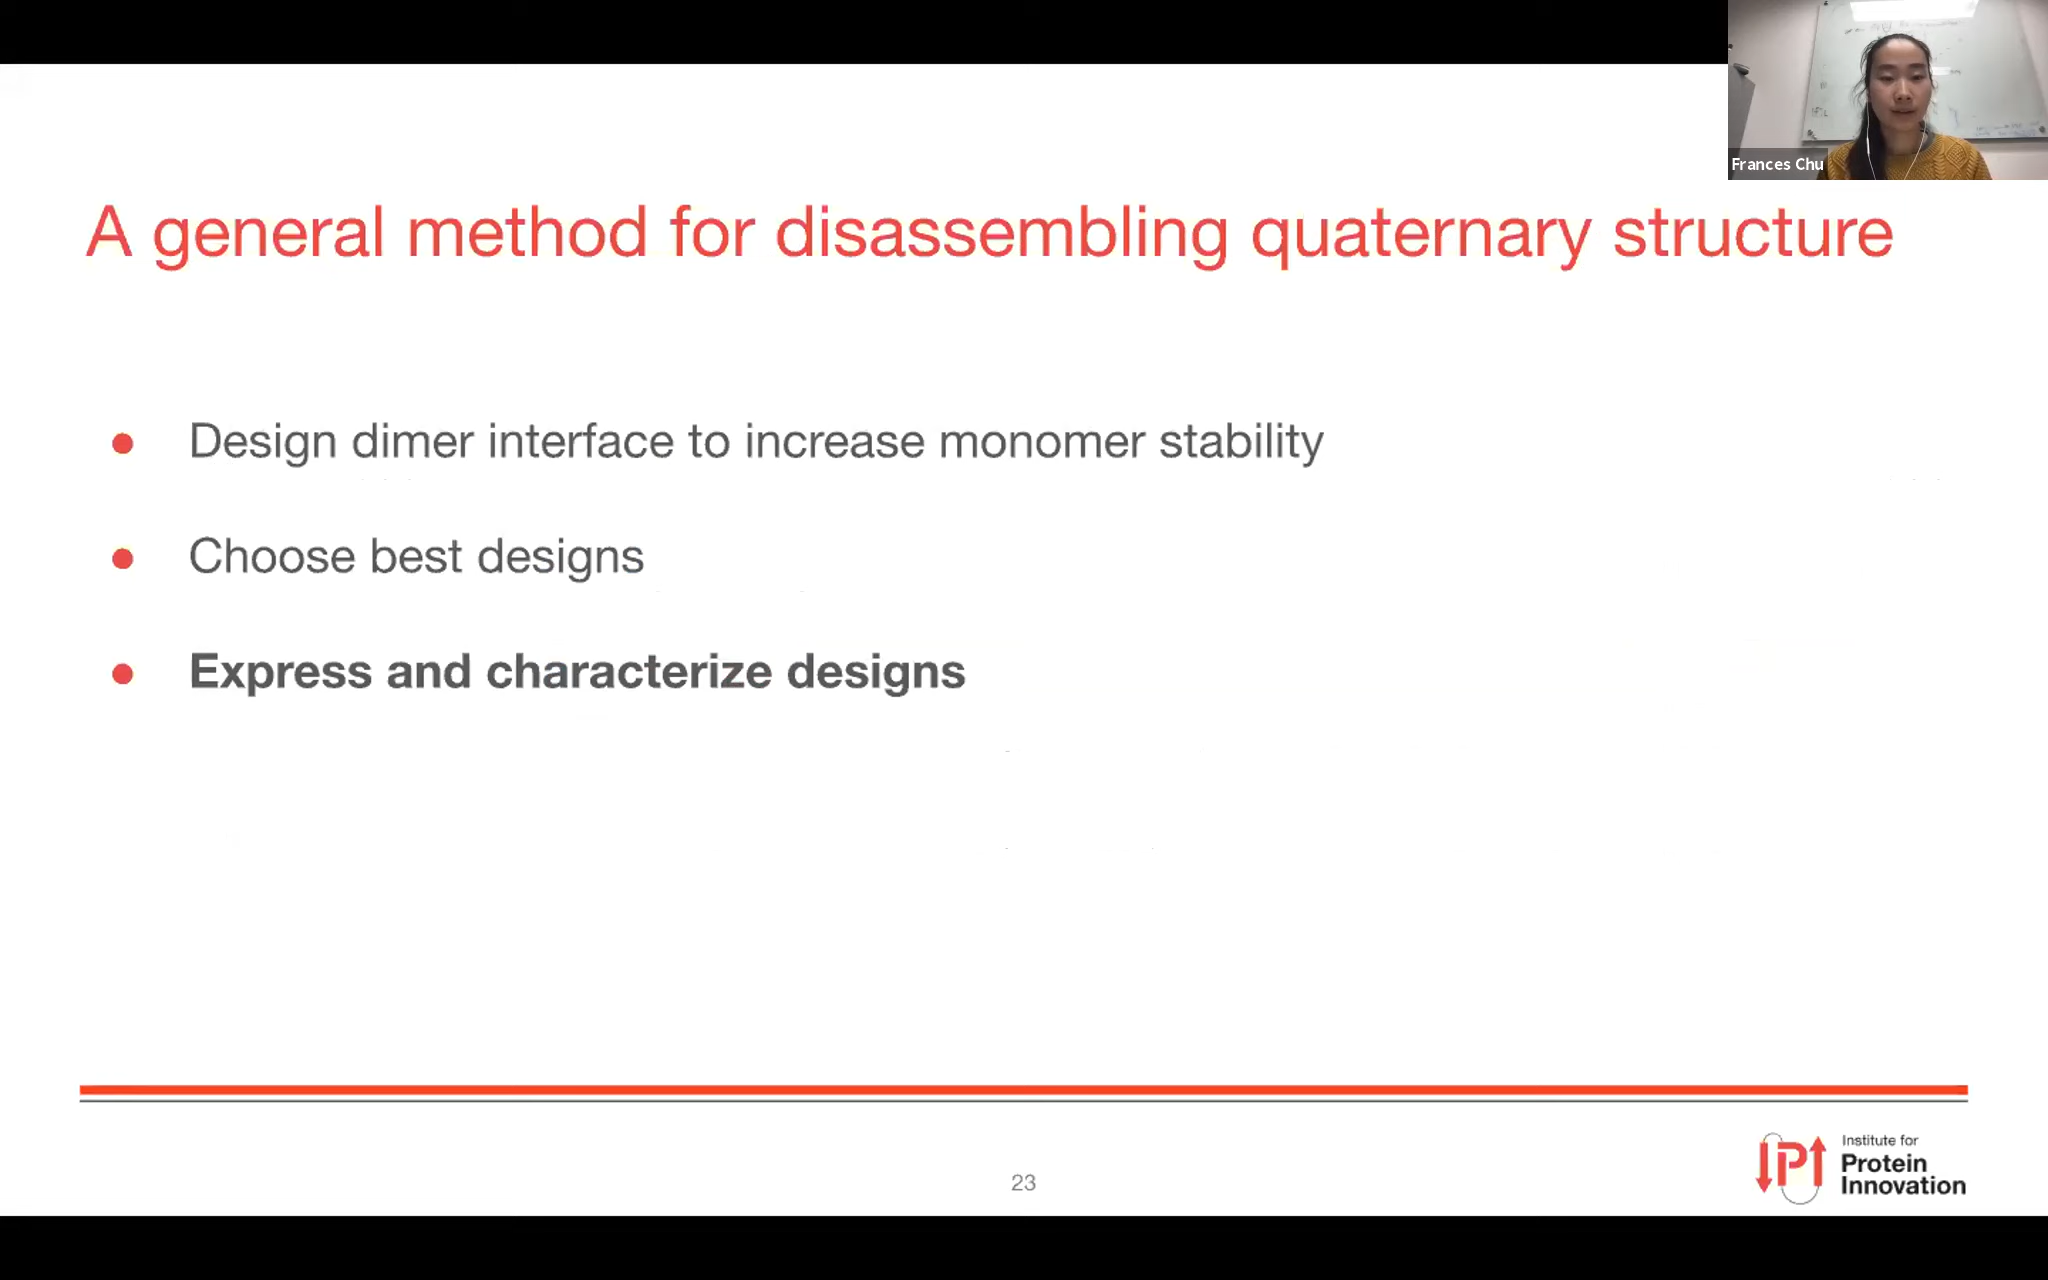 Frances Chu
A general method for disassembling quaternary structure
● Design dimer interface to increase monomer stability
● Choose best designs
● Express and characterize designs
23
IPI
Institute for
Protein
Innovation